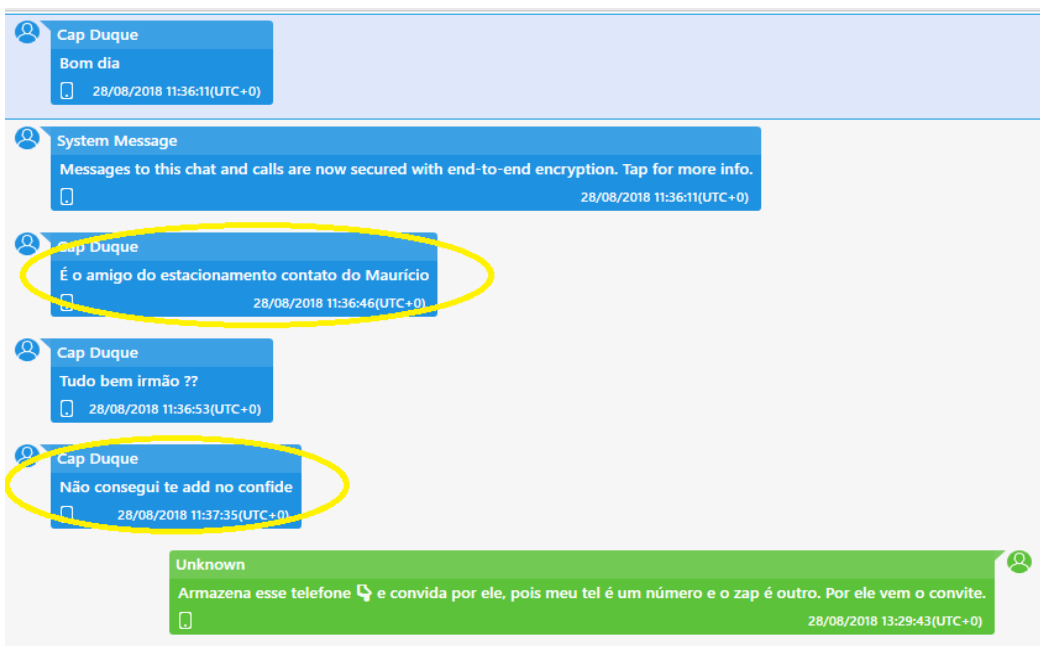 Cap Duque
Bom dia
28/08/2018 11:36:11(UTC+0)
System Message
Messages to this chat and calls are now secured with end-to-end encryption. Tap for more info.
28/08/2018 11:36:11(UTC+0)
Cap Duque
É o amigo do estacionamento contato do Maurício
28/08/2018 11:36:46(UTC+0)
Cap Duque
Tudo bem irmão ??
28/08/2018 11:36:53(UTC+0)
Cap Duque
Não consegui te add no confide
28/08/2018 11:37:35(UTC+0)
Unknown
Armazena esse telefone 👇 e convida por ele, pois meu tel é um número e o zap é outro. Por ele vem o convite.
28/08/2018 13:29:43(UTC+0)